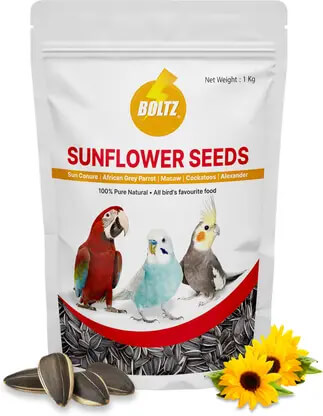 BOLTZ
Net Weight : 1 Kg
SUNFLOWER SEEDS
Sun Conure | African Grey Parrot | Macaw | Cockatoos | Alexander
100% Pure Natural • All bird's favourite food